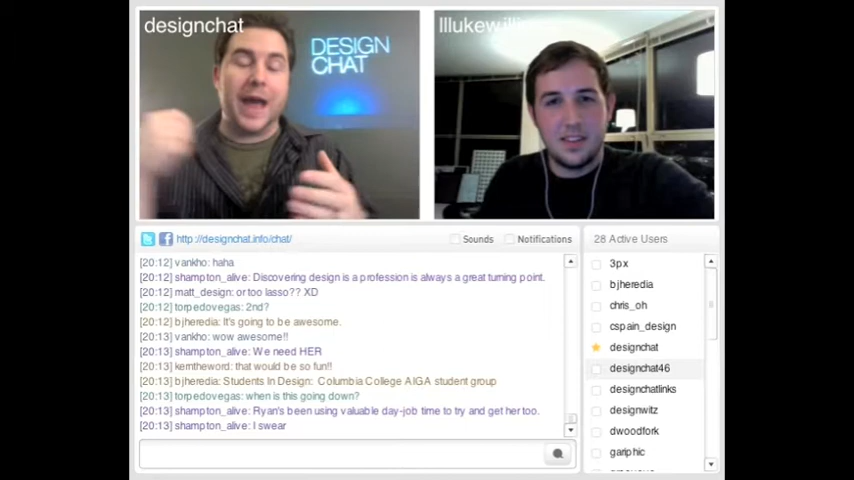 designchat
DESIGN
CHAT
http://designchat.info/chat/
Sounds
Notifications
28 Active Users
[20:12] vankho: haha
[20:12] shampton_alive: Discovering design is a profession is always a great turning point.
[20:12] matt_design: or too lasso?? XD
[20:12] torpedovegas: 2nd?
[20:12] bjheredia: It's going to be awesome.
[20:13] vankho: wow awesome!!
[20:13] shampton_alive: We need HER
[20:13] kerntheword: that would be so fun!!
[20:13] bjheredia: Students In Design: Columbia College AIGA student group
[20:13] torpedovegas: when is this going down?
[20:13] shampton_alive: Ryan's been using valuable day-job time to try and get her too.
[20:13] shampton_alive: I swear
3px
bjheredia
chris_oh
cspain_design
designchat
designchat46
designchatlinks
designwitz
dwoodfork
gariphic